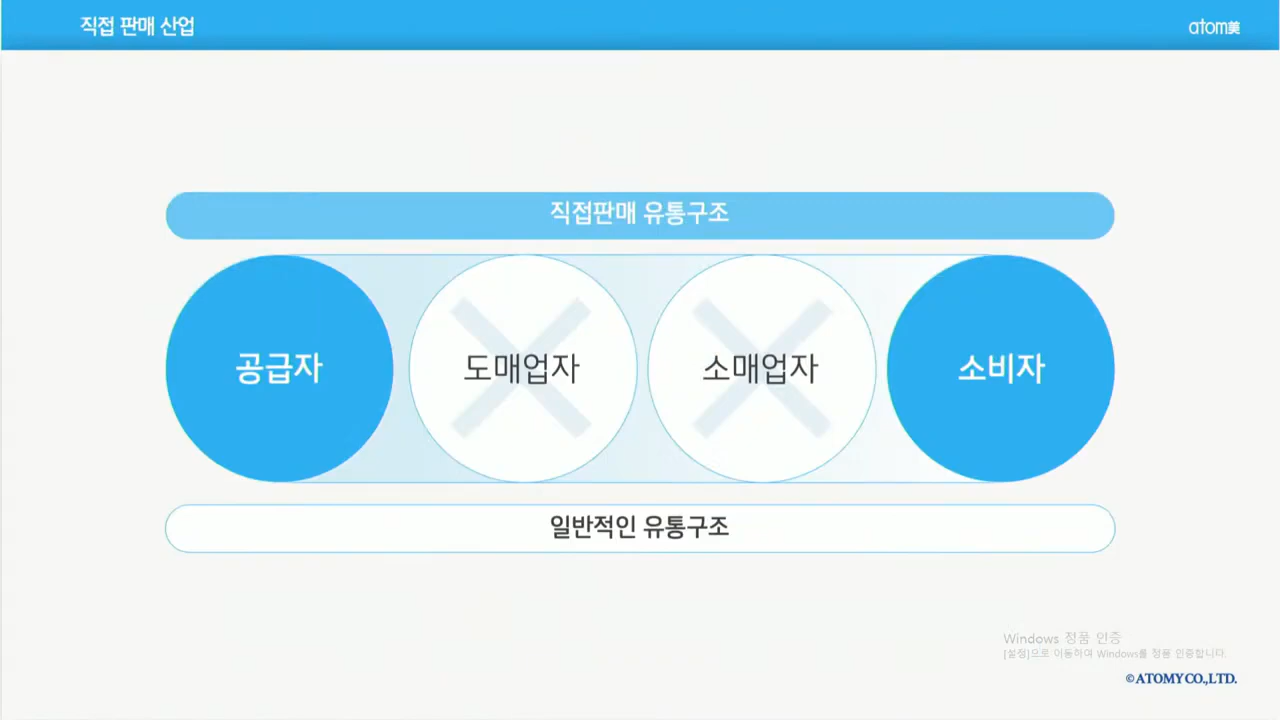 직접 판매 산업
atom美
직접판매 유통구조
공급자
도매업자
소매업자
소비자
일반적인 유통구조
Windows 정품 인증
[설정]으로 이동하여 Windows를 정품 인증합니다.
©ATOMY CO.,LTD.